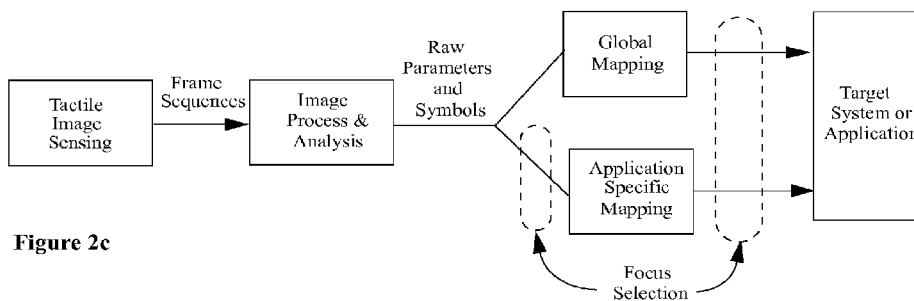 Tactile
Image
Sensing
Frame
Sequences
Image
Process &
Analysis
Raw
Parameters
and
Symbols
Global
Mapping
Application
Specific
Mapping
Target
System or
Application
Focus
Selection
Figure 2c